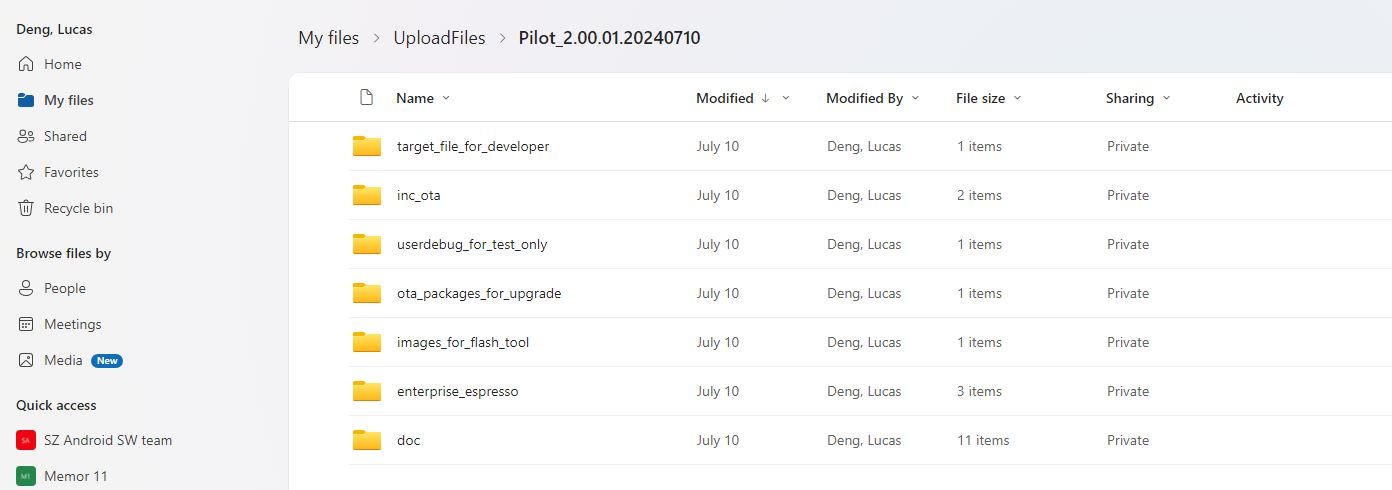 Deng, Lucas
Home
My files
Shared
Favorites
Recycle bin
Browse files by
People
Meetings
Media New
Quick access
SA SZ Android SW team
M1 Memor 11
My files > UploadFiles > Pilot_2.00.01.20240710
Name Modified ↓ Modified By File size Sharing Activity
target_file_for_developer July 10 Deng, Lucas 1 items Private
inc_ota July 10 Deng, Lucas 2 items Private
userdebug_for_test_only July 10 Deng, Lucas 1 items Private
ota_packages_for_upgrade July 10 Deng, Lucas 1 items Private
images_for_flash_tool July 10 Deng, Lucas 1 items Private
enterprise_espresso July 10 Deng, Lucas 3 items Private
doc July 10 Deng, Lucas 11 items Private